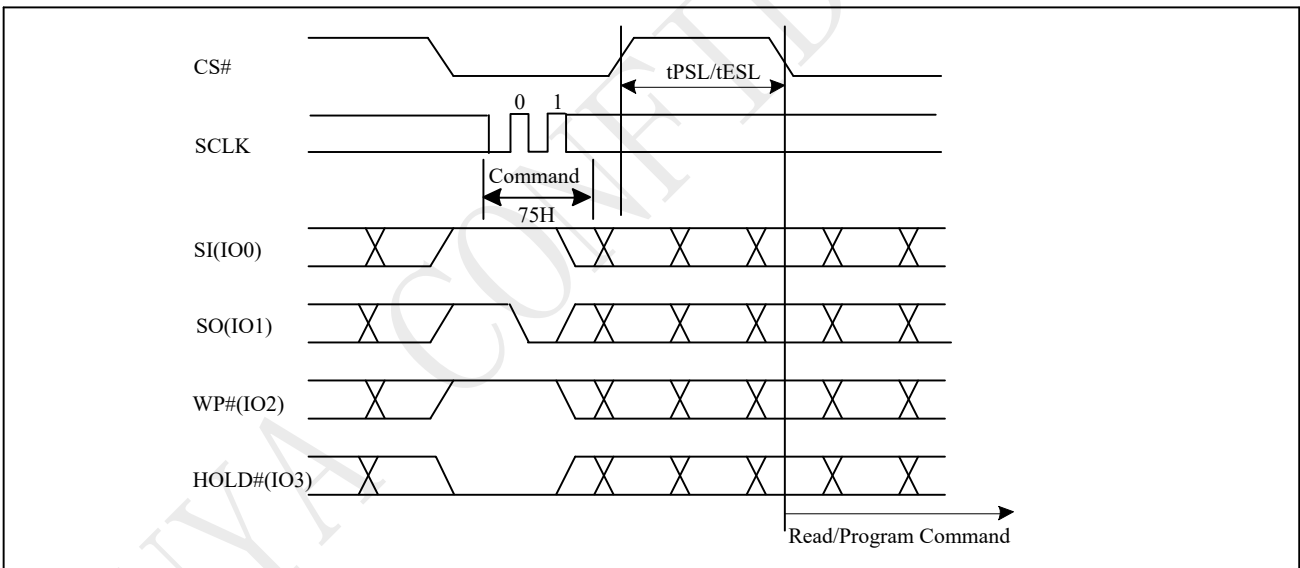 CS#
tPSL/tESL
0 1
SCLK
Command
75H
SI(IO0)
SO(IO1)
WP#(IO2)
HOLD#(IO3)
Read/Program Command